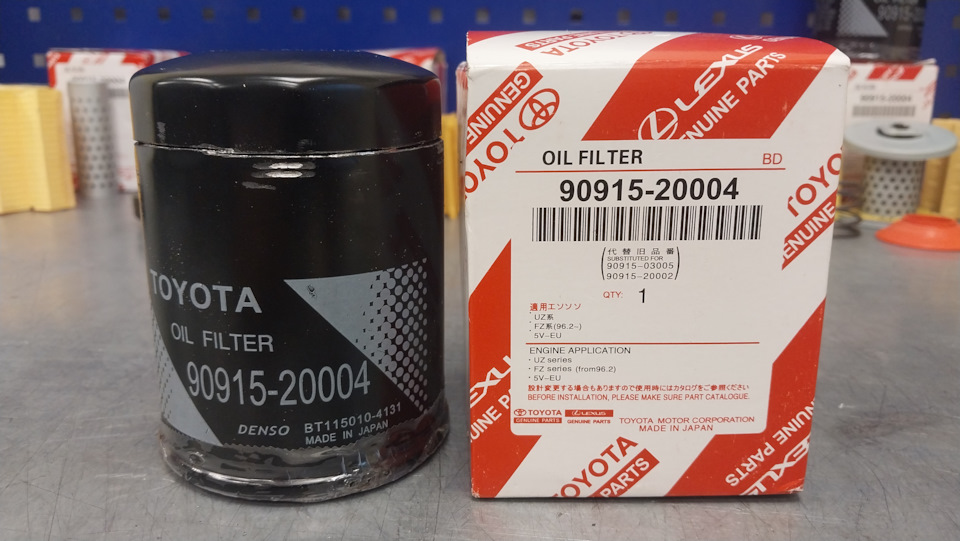 TOYOTA
OIL FILTER
90915-20004
DENSO BT115010-4131
MADE IN JAPAN
TOYOTA
PARTS
GENUINE
TOYOTA
LEXUS
GENUINE PARTS
OIL FILTER BD
90915-20004
代替旧品番
SUBSTITUTED FOR
90915-03005
90915-20002
QTY: 1
適用エソソソ
・UZ系
・FZ系(96.2~)
5V-EU
ENGINE APPLICATION
・UZ series
・FZ series (from96.2)
・5V-EU
設計変更する場合もありますので使用時にはカタログをご参照ください
BEFORE INSTALLATION, PLEASE MAKE SURE PART CATALOGUE.
TOYOTA GENUINE PARTS LEXUS GENUINE PARTS TOYOTA MOTOR CORPORATION
MADE IN JAPAN
TOYO
GENUINE
TOYOTA
PARTS
LEXUS
GENUINE PARTS
90915-20004